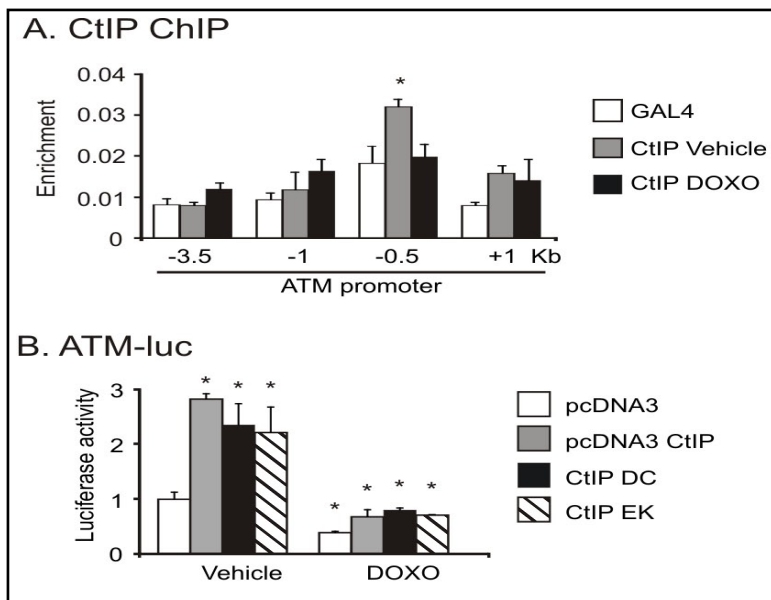 A. CtIP ChIP
Enrichment
0.04
0.03
0.02
0.01
0
*
-3.5 -1 -0.5 +1 Kb
ATM promoter
GAL4
CtIP Vehicle
CtIP DOXO
B. ATM-luc
Luciferase activity
3
2
1
0
* * *
* * * *
Vehicle DOXO
pcDNA3
pcDNA3 CtIP
CtIP DC
CtIP EK